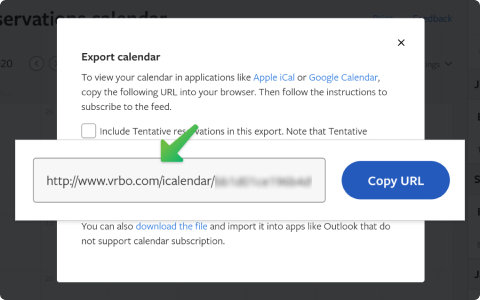 servations calendar
Feedback
20
Export calendar
To view your calendar in applications like Apple iCal or Google Calendar,
copy the following URL into your browser. Then follow the instructions to
subscribe to the feed.
Include Tentative reservations in this export. Note that Tentative
http://www.vrbo.com/icalendar/
Copy URL
You can also download the file and import it into apps like Outlook that do
not support calendar subscription.